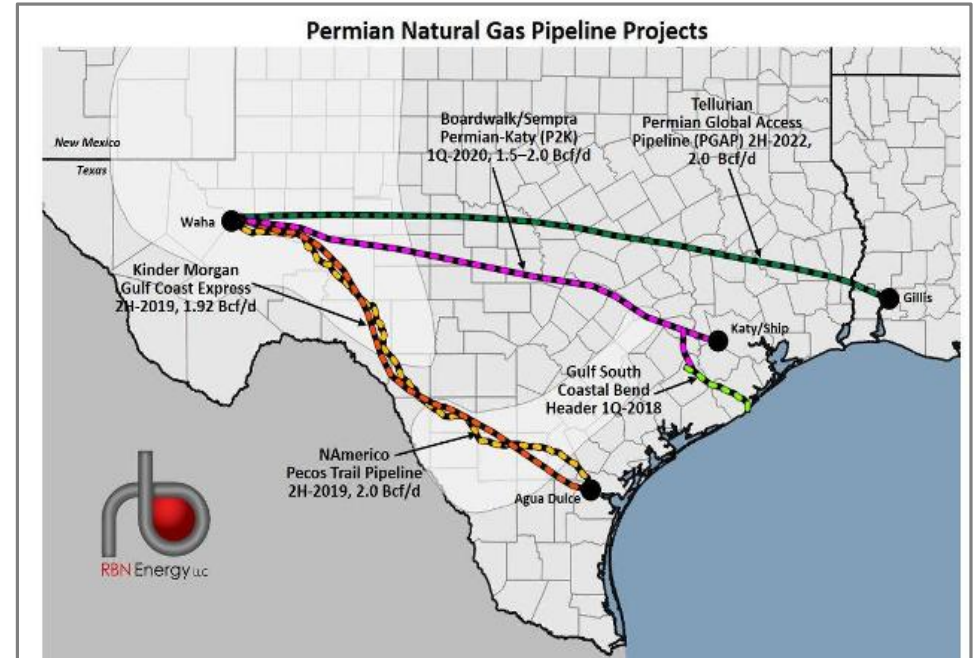 Permian Natural Gas Pipeline Projects
New Mexico
Texas
Boardwalk/Sempra
Permian-Katy (P2K)
1Q-2020, 1.5–2.0 Bcf/d
Tellurian
Permian Global Access
Pipeline (PGAP) 2H-2022,
2.0 Bcf/d
Waha
Kinder Morgan
Gulf Coast Express
2H-2019, 1.92 Bcf/d
Gillis
Katy/Ship
Gulf South
Coastal Bend
Header 1Q-2018
NAmerico
Pecos Trail Pipeline
2H-2019, 2.0 Bcf/d
Agua Dulce
RBN Energy LLC